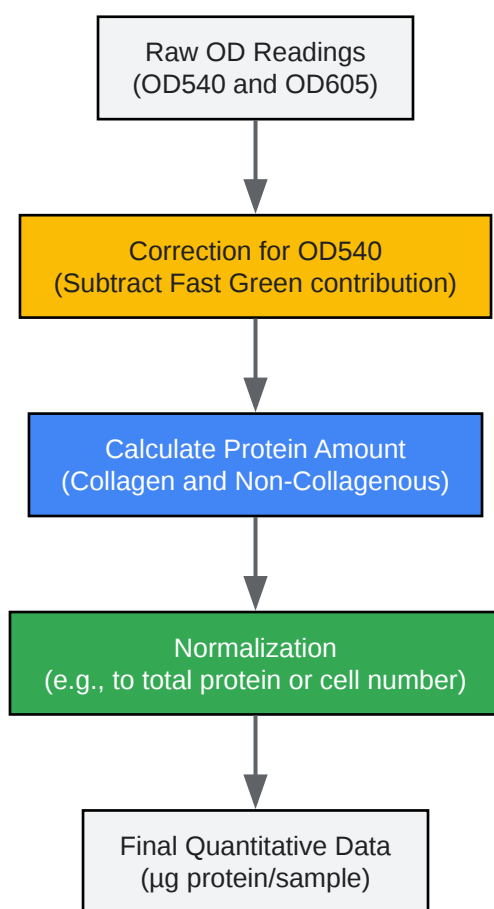 Raw OD Readings
(OD540 and OD605)
Correction for OD540
(Subtract Fast Green contribution)
Calculate Protein Amount
(Collagen and Non-Collagenous)
Normalization
(e.g., to total protein or cell number)
Final Quantitative Data
(µg protein/sample)